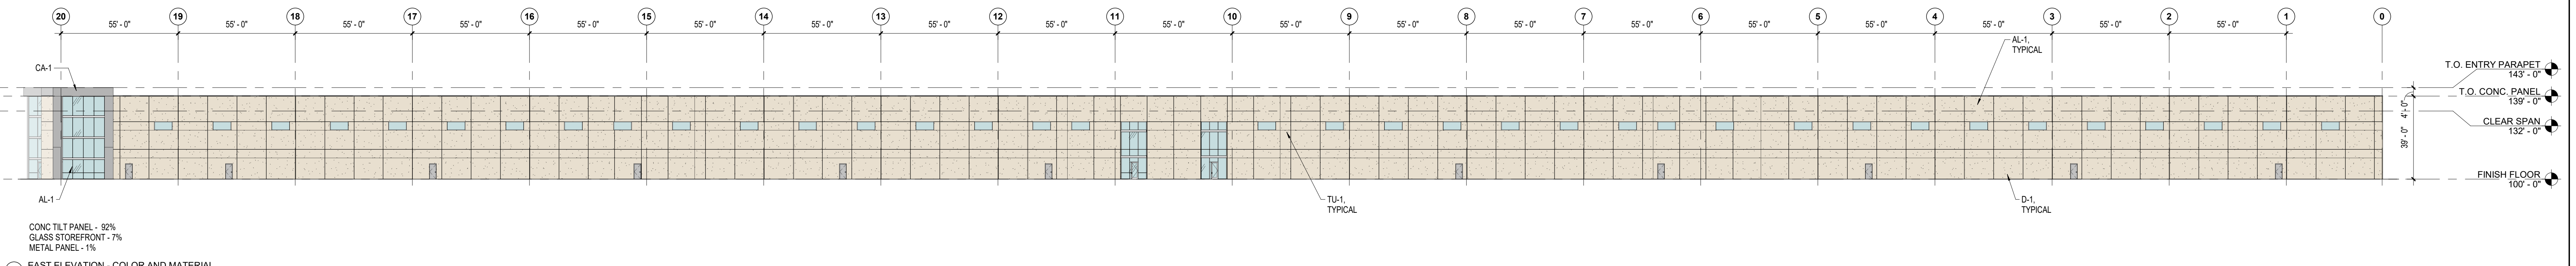 20 19 18 17 16 15 14 13 12 11 10 9 8 7 6 5 4 3 2 1 0
55' - 0" 55' - 0" 55' - 0" 55' - 0" 55' - 0" 55' - 0" 55' - 0" 55' - 0" 55' - 0" 55' - 0" 55' - 0" 55' - 0" 55' - 0" 55' - 0" 55' - 0" 55' - 0" 55' - 0" 55' - 0" 55' - 0"
AL-1,
TYPICAL
CA-1
T.O. ENTRY PARAPET
143' - 0"
T.O. CONC. PANEL
139' - 0"
4' - 0"
CLEAR SPAN
132' - 0"
39' - 0"
FINISH FLOOR
100' - 0"
AL-1
TU-1,
TYPICAL
D-1,
TYPICAL
CONC TILT PANEL - 92%
GLASS STOREFRONT - 7%
METAL PANEL - 1%
EAST ELEVATION - COLOR AND MATERIAL